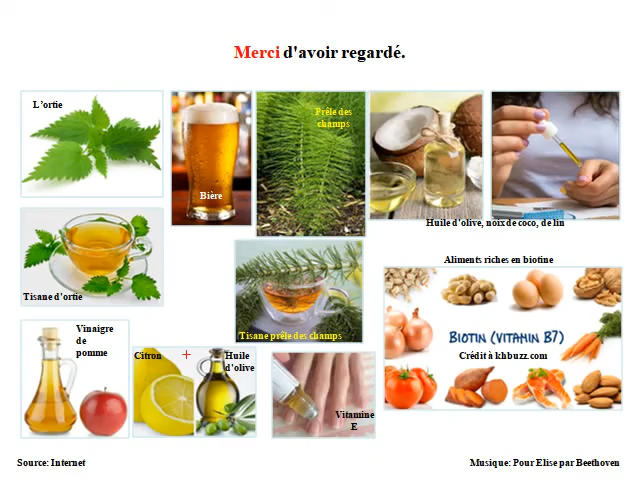 Merci d'avoir regardé.
L'ortie
Bière
Prêle des
champs
Huile d'olive, noix de coco, de lin
Tisane d'ortie
Tisane prêle des champs
Aliments riches en biotine
BIOTIN (VITAMIN B7)
Crédit à khbuzz.com
Vinaigre
de
pomme
Citron + Huile
d'olive
Vitamine
E
Source: Internet
Musique: Pour Elise par Beethoven